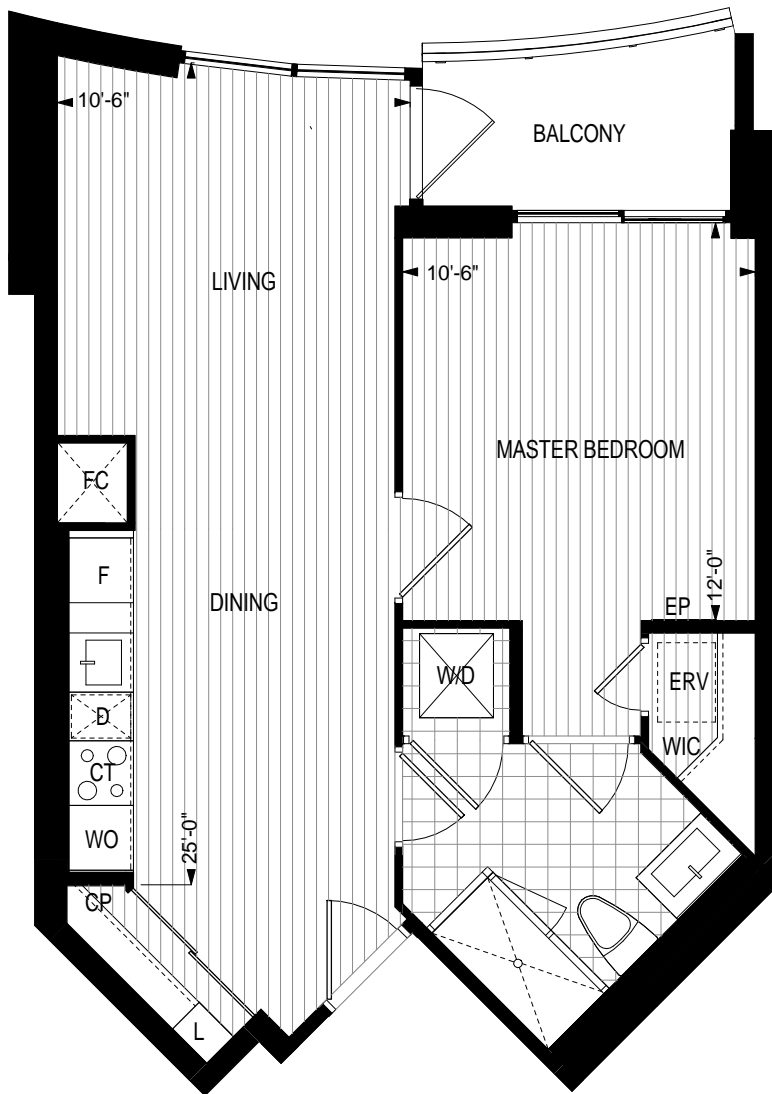 10'-6"
BALCONY
LIVING
10'-6"
MASTER BEDROOM
FC
F
DINING
12'-0"
EP
W/D
ERV
D
WIC
CT
WO
25'-0"
CP
L